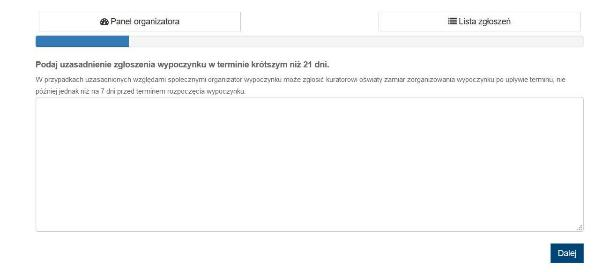 Panel organizatora
Lista zgłoszeń
Podaj uzasadnienie zgłoszenia wypoczynku w terminie krótszym niż 21 dni.
W przypadkach uzasadnionych względami społecznymi organizator wypoczynku może zgłosić kuratorowi oświaty zamiar zorganizowania wypoczynku po upływie terminu, nie
później jednak niż na 7 dni przed terminem rozpoczęcia wypoczynku.
Dalej